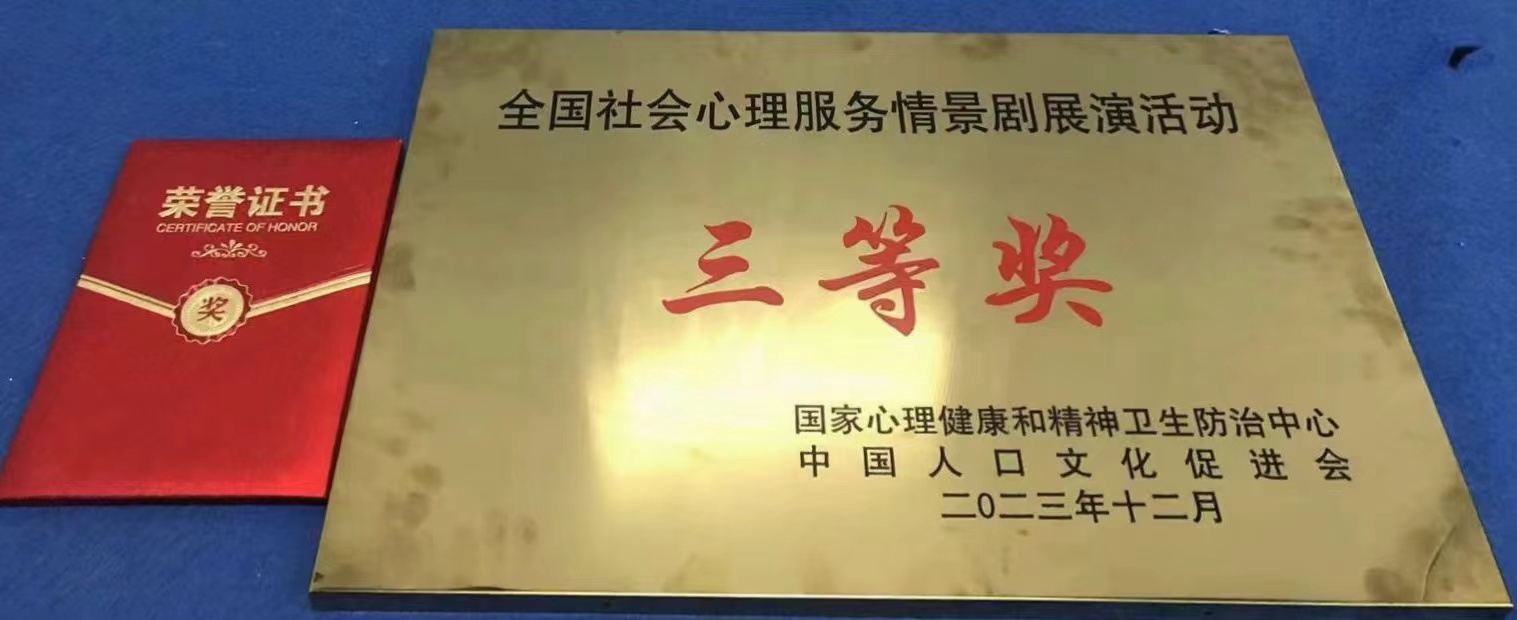 荣誉证书
CERTIFICATE OF HONOR
奖
全国社会心理服务情景剧展演活动
三等奖
国家心理健康和精神卫生防治中心
中国人口文化促进会
二〇二三年十二月